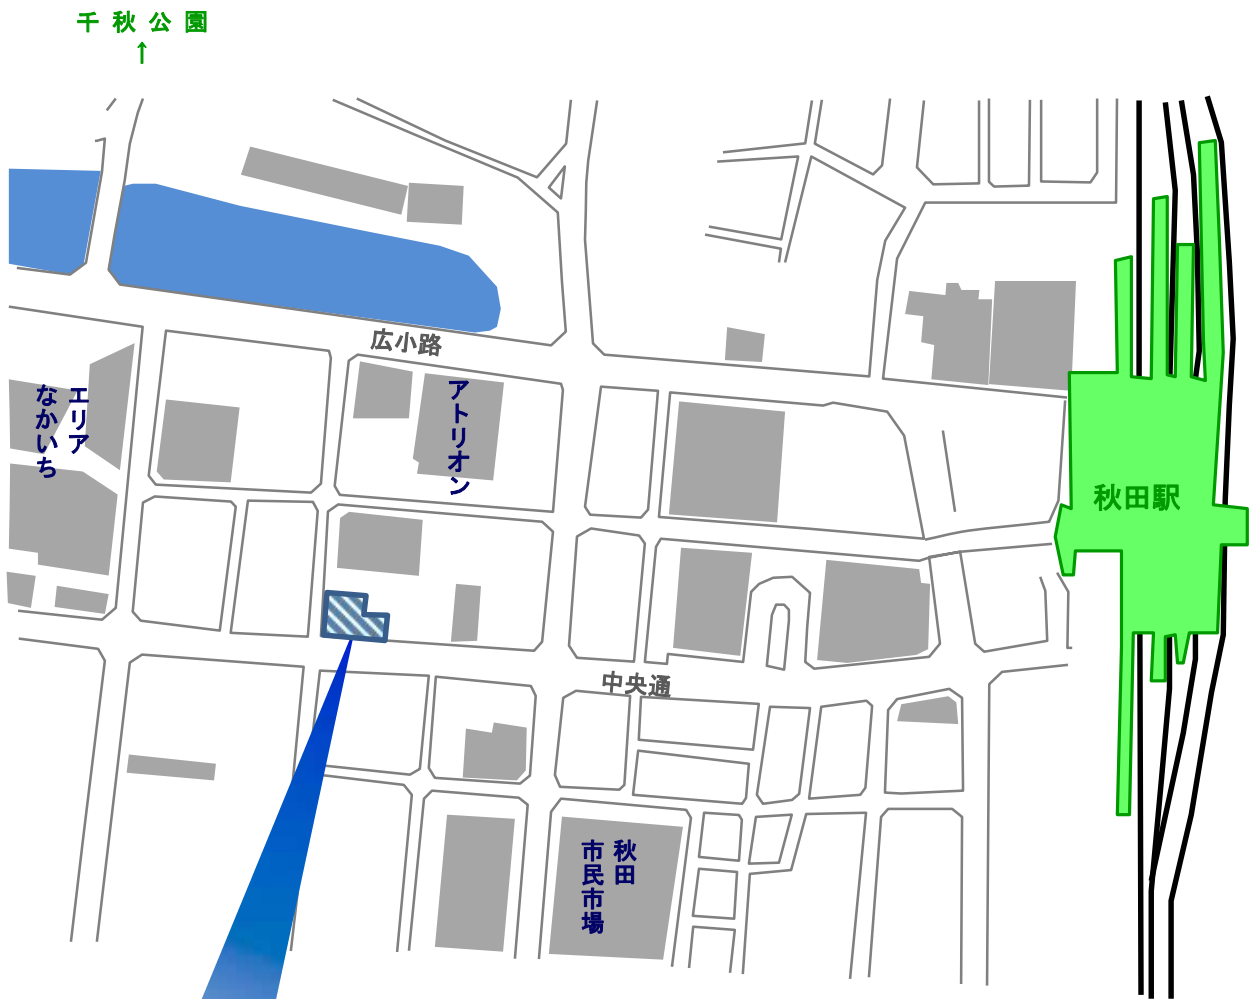 千秋公園
↑
広小路
エリア
なかいち
アトリオン
秋田駅
中央通
秋田
市民市場